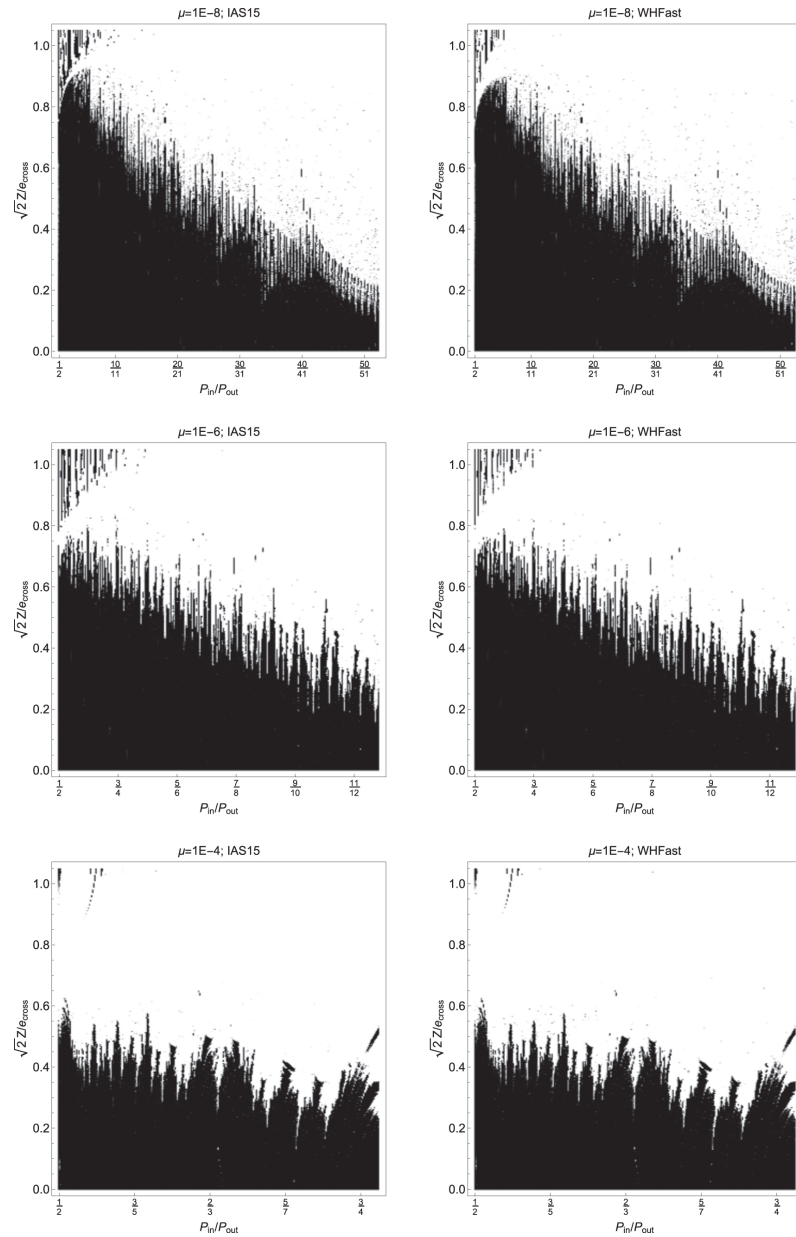 μ=1E−8; IAS15
1.0
0.8
0.6
0.4
0.2
0.0
√2 Z/e_cross
1/2 10/11 20/21 30/31 40/41 50/51
P_in/P_out
μ=1E−8; WHFast
1.0
0.8
0.6
0.4
0.2
0.0
√2 Z/e_cross
1/2 10/11 20/21 30/31 40/41 50/51
P_in/P_out
μ=1E−6; IAS15
1.0
0.8
0.6
0.4
0.2
0.0
√2 Z/e_cross
1/2 3/4 5/6 7/8 9/10 11/12
P_in/P_out
μ=1E−6; WHFast
1.0
0.8
0.6
0.4
0.2
0.0
√2 Z/e_cross
1/2 3/4 5/6 7/8 9/10 11/12
P_in/P_out
μ=1E−4; IAS15
1.0
0.8
0.6
0.4
0.2
0.0
√2 Z/e_cross
1/2 3/5 2/3 5/7 3/4
P_in/P_out
μ=1E−4; WHFast
1.0
0.8
0.6
0.4
0.2
0.0
√2 Z/e_cross
1/2 3/5 2/3 5/7 3/4
P_in/P_out